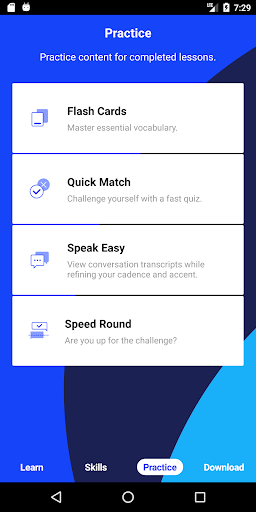 7:29
Practice
Practice content for completed lessons.
Flash Cards
Master essential vocabulary.
Quick Match
Challenge yourself with a fast quiz.
Speak Easy
View conversation transcripts while
refining your cadence and accent.
Speed Round
Are you up for the challenge?
Learn Skills Practice Download